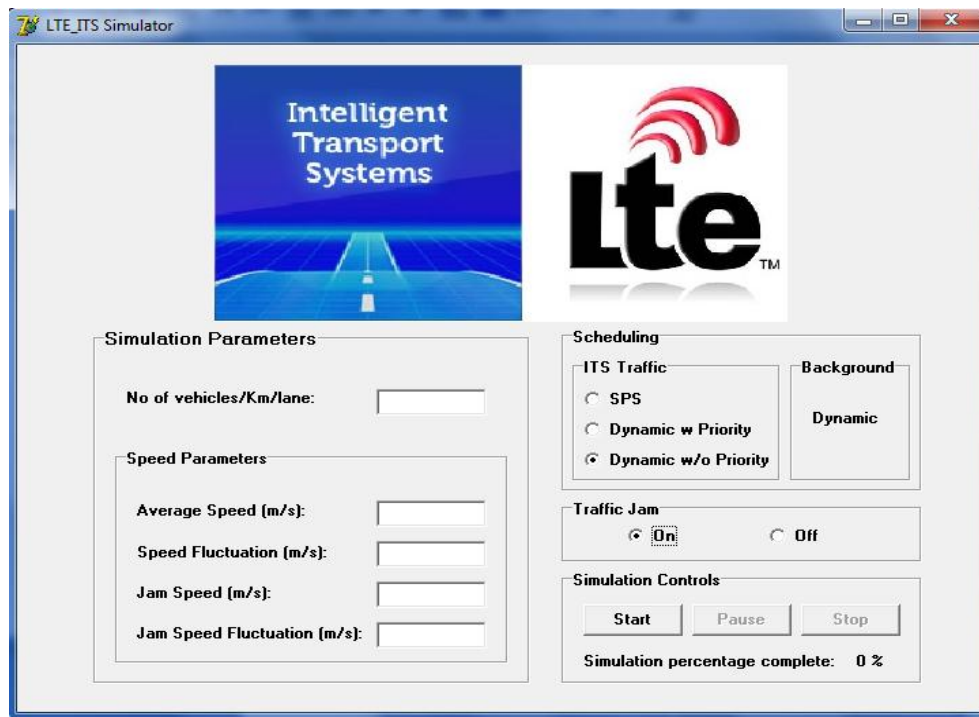 LTE_ITS Simulator
Intelligent
Transport
Systems
Lte
TM
Simulation Parameters
No of vehicles/Km/lane:
Speed Parameters
Average Speed (m/s):
Speed Fluctuation (m/s):
Jam Speed (m/s):
Jam Speed Fluctuation (m/s):
Scheduling
ITS Traffic
SPS
Dynamic w Priority
Dynamic w/o Priority
Background
Dynamic
Traffic Jam
On
Off
Simulation Controls
Start
Pause
Stop
Simulation percentage complete: 0 %